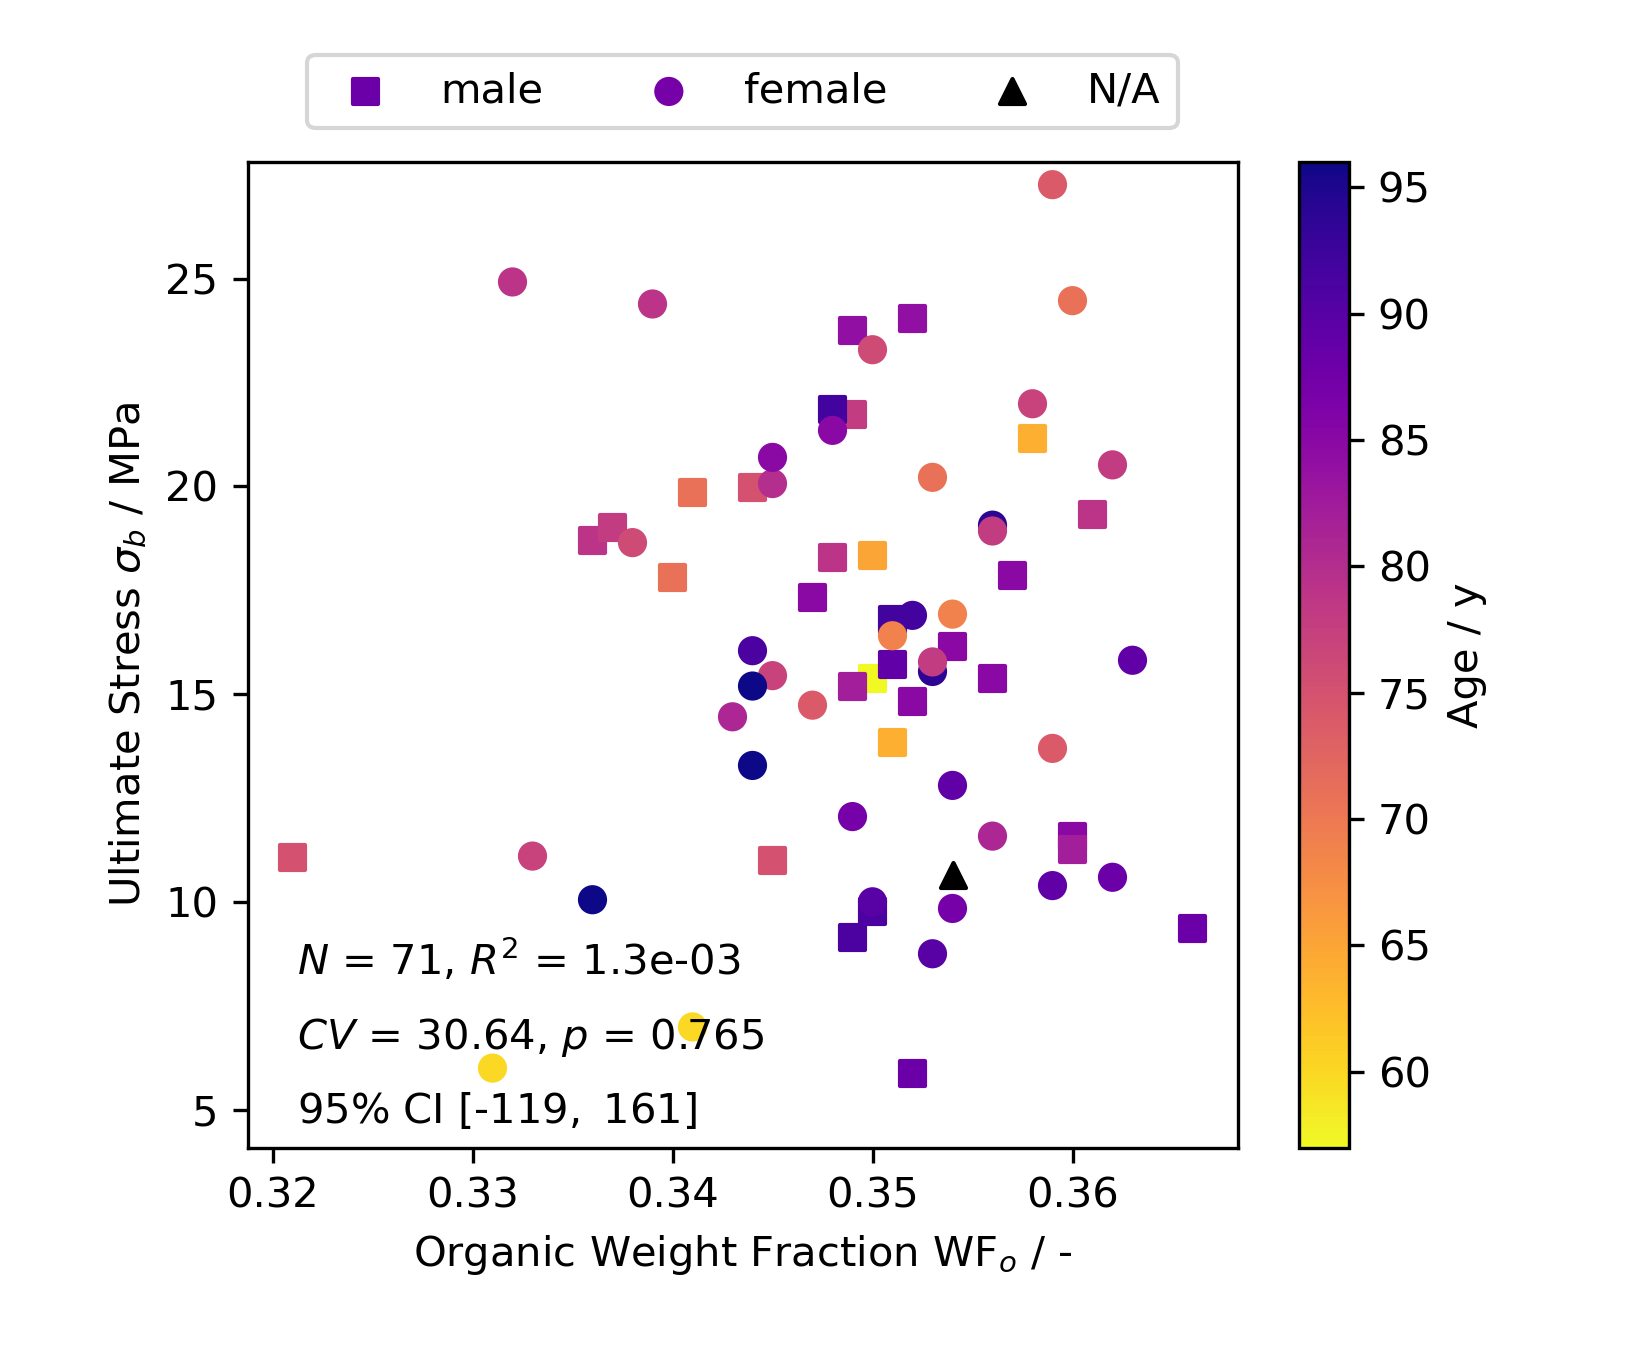 male female N/A
25
20
15
10
5
Ultimate Stress σb / MPa
N = 71, R² = 1.3e-03
CV = 30.64, p = 0.765
95% CI [-119, 161]
0.32 0.33 0.34 0.35 0.36
Organic Weight Fraction WFo / -
95
90
85
80
75
70
65
60
Age / y